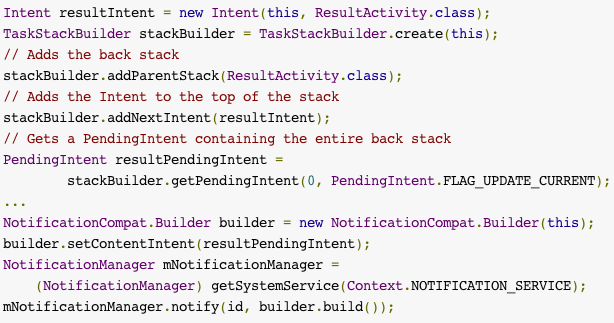 Intent resultIntent = new Intent(this, ResultActivity.class);
TaskStackBuilder stackBuilder = TaskStackBuilder.create(this);
// Adds the back stack
stackBuilder.addParentStack(ResultActivity.class);
// Adds the Intent to the top of the stack
stackBuilder.addNextIntent(resultIntent);
// Gets a PendingIntent containing the entire back stack
PendingIntent resultPendingIntent =
        stackBuilder.getPendingIntent(0, PendingIntent.FLAG_UPDATE_CURRENT);
...
NotificationCompat.Builder builder = new NotificationCompat.Builder(this);
builder.setContentIntent(resultPendingIntent);
NotificationManager mNotificationManager =
    (NotificationManager) getSystemService(Context.NOTIFICATION_SERVICE);
mNotificationManager.notify(id, builder.build());